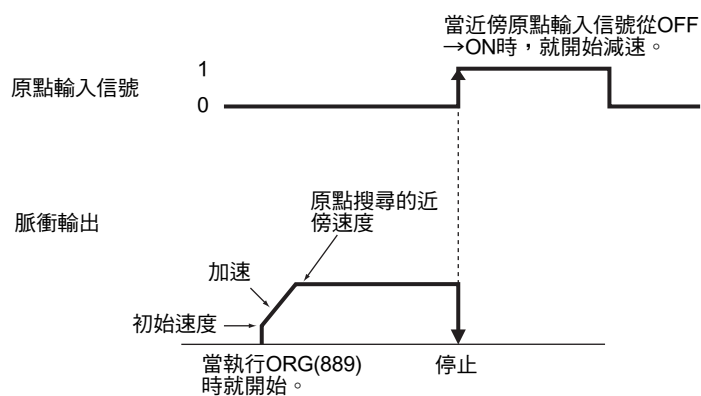 當近傍原點輸入信號從OFF
→ON時，就開始減速。
原點輸入信號
1
0
脈衝輸出
原點搜尋的近
傍速度
加速
初始速度
當執行ORG(889)
時就開始。
停止